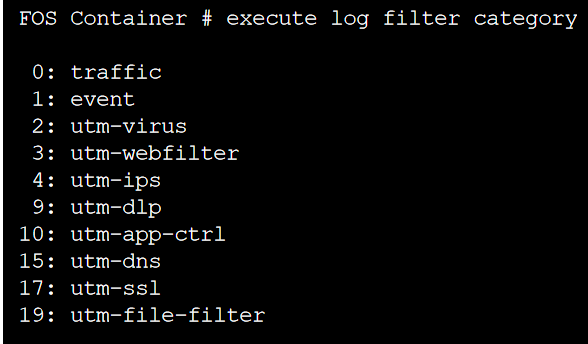 FOS Container # execute log filter category
0: traffic
1: event
2: utm-virus
3: utm-webfilter
4: utm-ips
9: utm-dlp
10: utm-app-ctrl
15: utm-dns
17: utm-ssl
19: utm-file-filter